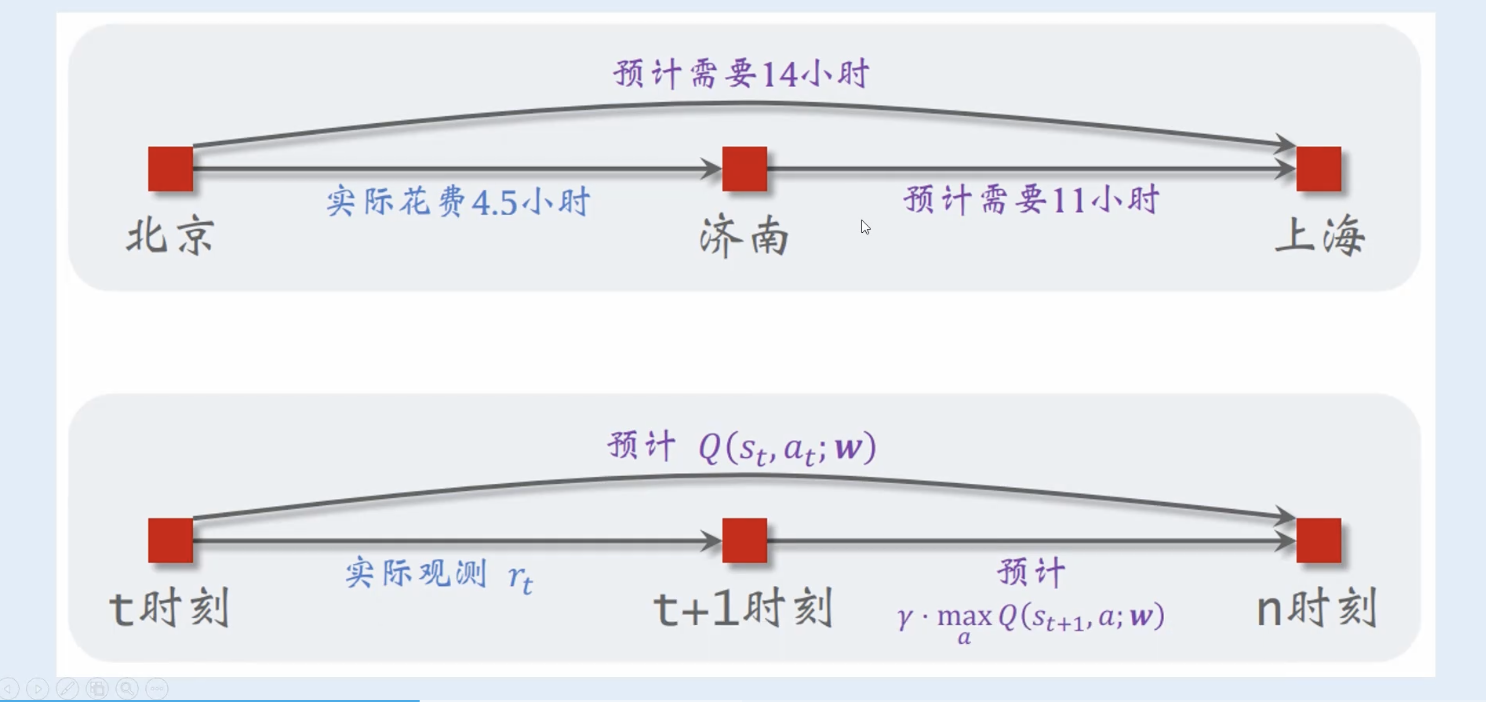 预计需要14小时
实际花费4.5小时
预计需要11小时
北京
济南
上海
预计 Q(s_t, a_t; w)
实际观测 r_t
预计
γ · max_a Q(s_{t+1}, a; w)
t时刻
t+1时刻
n时刻